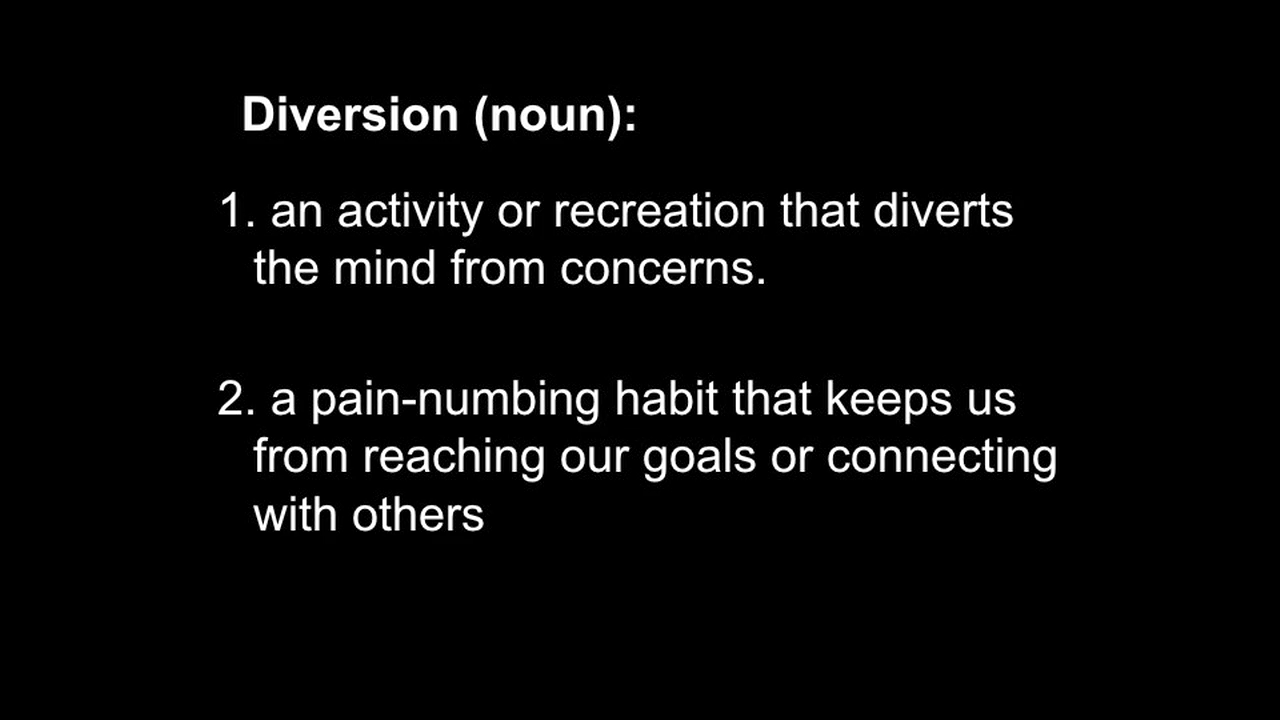 Diversion (noun):
1. an activity or recreation that diverts
the mind from concerns.
2. a pain-numbing habit that keeps us
from reaching our goals or connecting
with others